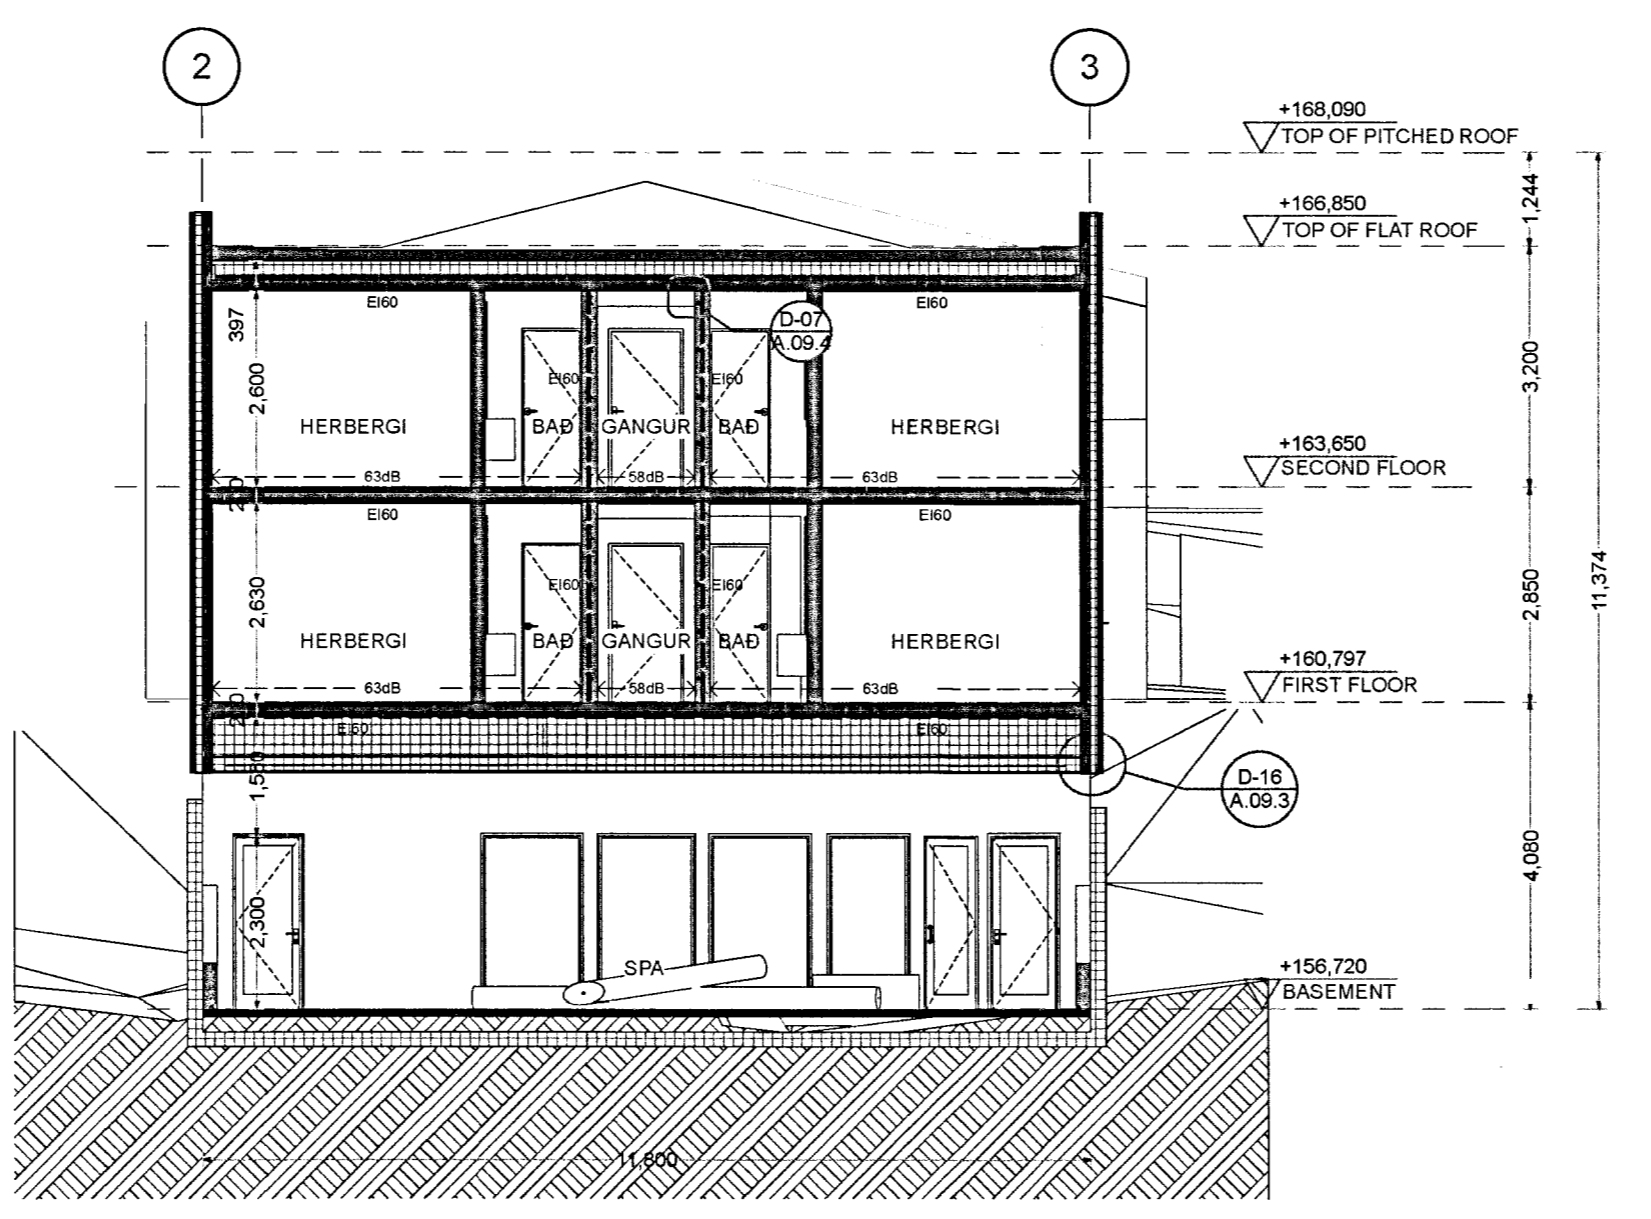 2
3
+168,090
TOP OF PITCHED ROOF
1,244
+166,850
TOP OF FLAT ROOF
EI60
EI60
397
D-07
A.09.4
3,200
2,600
EI60
EI60
HERBERGI
BAÐ
GANGUR
BAÐ
HERBERGI
+163,650
SECOND FLOOR
63dB
58dB
63dB
EI60
EI60
11,374
2,630
EI60
EI60
2,850
HERBERGI
BAÐ
GANGUR
BAÐ
HERBERGI
+160,797
FIRST FLOOR
63dB
58dB
63dB
EI60
EI60
D-16
A.09.3
4,080
2,300
SPA
+156,720
BASEMENT
11,800